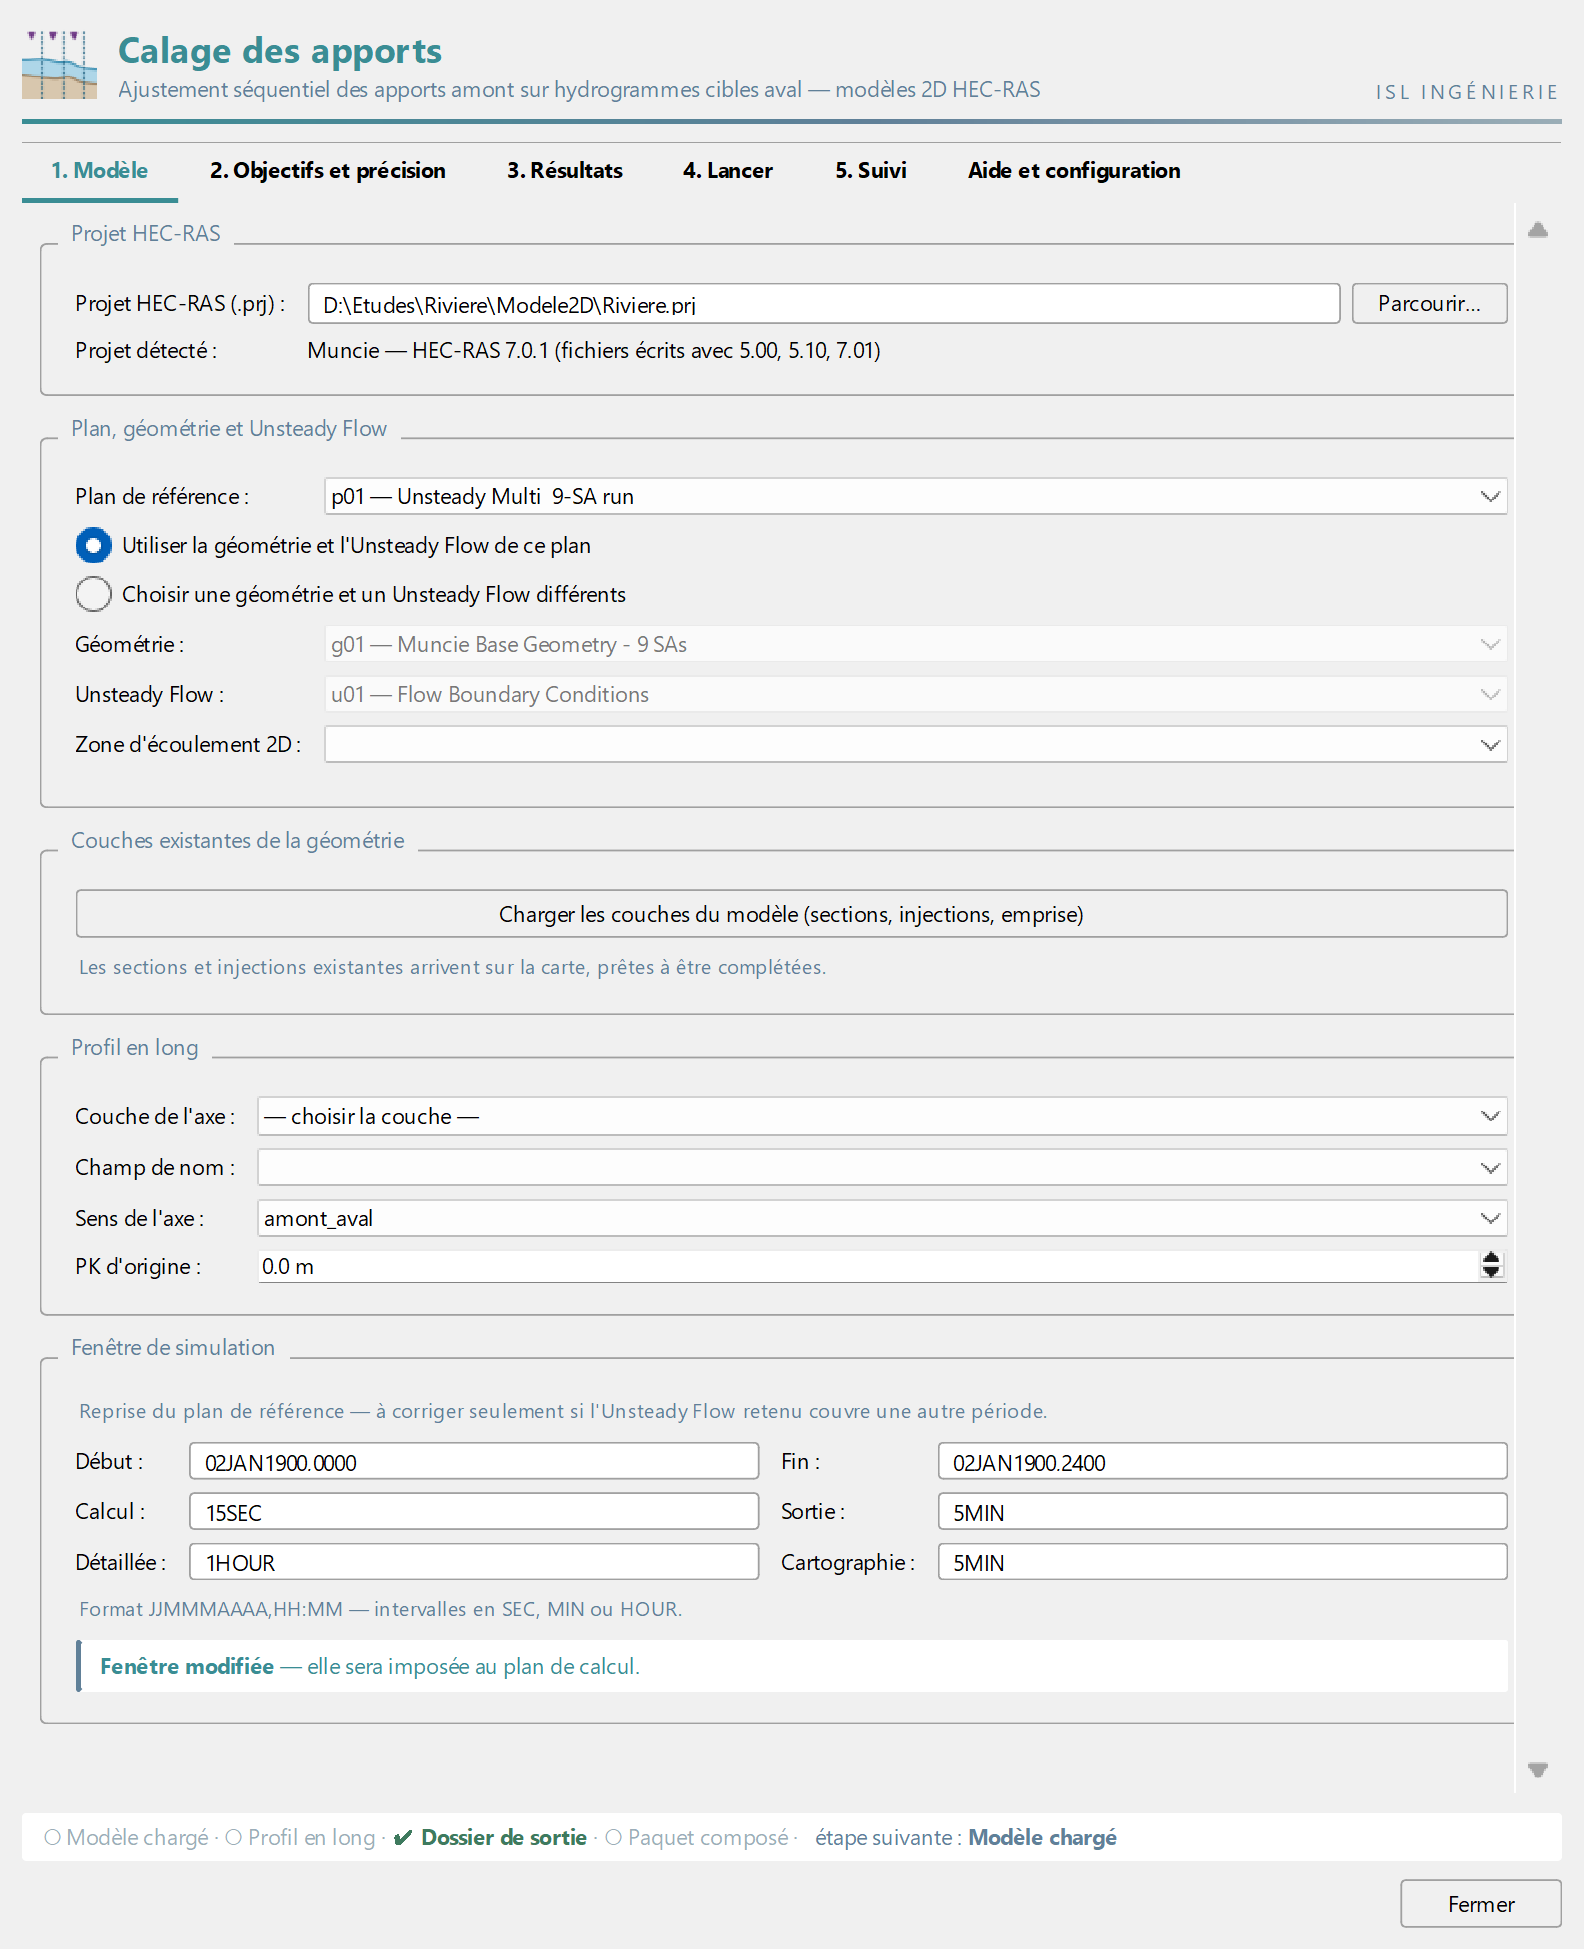 Calage des apports
Ajustement séquentiel des apports amont sur hydrogrammes cibles aval — modèles 2D HEC-RAS
ISL INGÉNIERIE
1. Modèle
2. Objectifs et précision
3. Résultats
4. Lancer
5. Suivi
Aide et configuration
Projet HEC-RAS
Projet HEC-RAS (.prj) :
D:\Etudes\Riviere\Modele2D\Riviere.prj
Parcourir...
Projet détecté :
Muncie — HEC-RAS 7.0.1 (fichiers écrits avec 5.00, 5.10, 7.01)
Plan, géométrie et Unsteady Flow
Plan de référence :
p01 — Unsteady Multi  9-SA run
Utiliser la géométrie et l'Unsteady Flow de ce plan
Choisir une géométrie et un Unsteady Flow différents
Géométrie :
g01 — Muncie Base Geometry - 9 SAs
Unsteady Flow :
u01 — Flow Boundary Conditions
Zone d'écoulement 2D :
Couches existantes de la géométrie
Charger les couches du modèle (sections, injections, emprise)
Les sections et injections existantes arrivent sur la carte, prêtes à être complétées.
Profil en long
Couche de l'axe :
— choisir la couche —
Champ de nom :
Sens de l'axe :
amont_aval
PK d'origine :
0.0 m
Fenêtre de simulation
Reprise du plan de référence — à corriger seulement si l'Unsteady Flow retenu couvre une autre période.
Début :
02JAN1900.0000
Fin :
02JAN1900.2400
Calcul :
15SEC
Sortie :
5MIN
Détaillée :
1HOUR
Cartographie :
5MIN
Format JJMMMAAAA,HH:MM — intervalles en SEC, MIN ou HOUR.
Fenêtre modifiée — elle sera imposée au plan de calcul.
○ Modèle chargé · ○ Profil en long · ✔ Dossier de sortie · ○ Paquet composé · étape suivante : Modèle chargé
Fermer